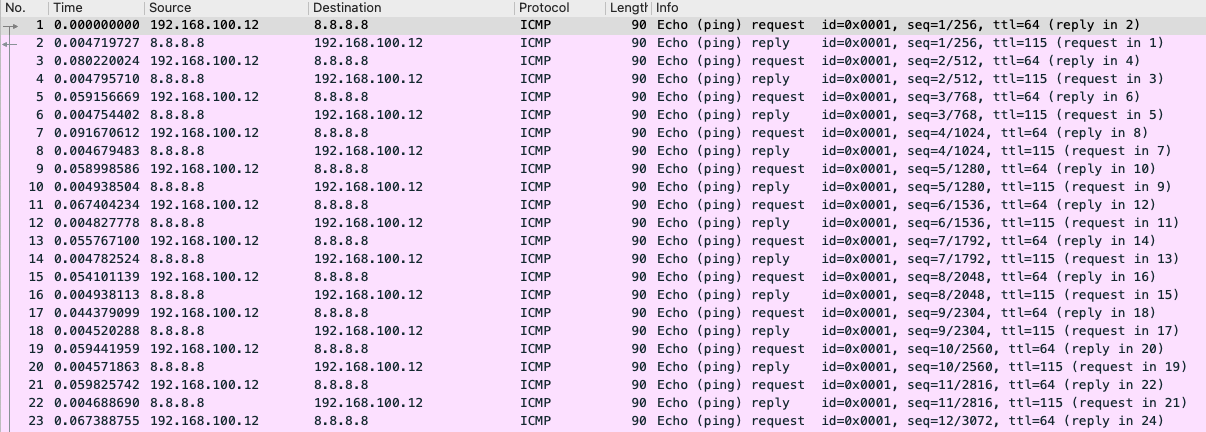 No. Time Source Destination Protocol Length Info
1 0.000000000 192.168.100.12 8.8.8.8 ICMP 90 Echo (ping) request id=0x0001, seq=1/256, ttl=64 (reply in 2)
2 0.004719727 8.8.8.8 192.168.100.12 ICMP 90 Echo (ping) reply id=0x0001, seq=1/256, ttl=115 (request in 1)
3 0.080220024 192.168.100.12 8.8.8.8 ICMP 90 Echo (ping) request id=0x0001, seq=2/512, ttl=64 (reply in 4)
4 0.004795710 8.8.8.8 192.168.100.12 ICMP 90 Echo (ping) reply id=0x0001, seq=2/512, ttl=115 (request in 3)
5 0.059156669 192.168.100.12 8.8.8.8 ICMP 90 Echo (ping) request id=0x0001, seq=3/768, ttl=64 (reply in 6)
6 0.004754402 8.8.8.8 192.168.100.12 ICMP 90 Echo (ping) reply id=0x0001, seq=3/768, ttl=115 (request in 5)
7 0.091670612 192.168.100.12 8.8.8.8 ICMP 90 Echo (ping) request id=0x0001, seq=4/1024, ttl=64 (reply in 8)
8 0.004679483 8.8.8.8 192.168.100.12 ICMP 90 Echo (ping) reply id=0x0001, seq=4/1024, ttl=115 (request in 7)
9 0.058998586 192.168.100.12 8.8.8.8 ICMP 90 Echo (ping) request id=0x0001, seq=5/1280, ttl=64 (reply in 10)
10 0.004938504 8.8.8.8 192.168.100.12 ICMP 90 Echo (ping) reply id=0x0001, seq=5/1280, ttl=115 (request in 9)
11 0.067404234 192.168.100.12 8.8.8.8 ICMP 90 Echo (ping) request id=0x0001, seq=6/1536, ttl=64 (reply in 12)
12 0.004827778 8.8.8.8 192.168.100.12 ICMP 90 Echo (ping) reply id=0x0001, seq=6/1536, ttl=115 (request in 11)
13 0.055767100 192.168.100.12 8.8.8.8 ICMP 90 Echo (ping) request id=0x0001, seq=7/1792, ttl=64 (reply in 14)
14 0.004782524 8.8.8.8 192.168.100.12 ICMP 90 Echo (ping) reply id=0x0001, seq=7/1792, ttl=115 (request in 13)
15 0.054101139 192.168.100.12 8.8.8.8 ICMP 90 Echo (ping) request id=0x0001, seq=8/2048, ttl=64 (reply in 16)
16 0.004938113 8.8.8.8 192.168.100.12 ICMP 90 Echo (ping) reply id=0x0001, seq=8/2048, ttl=115 (request in 15)
17 0.044379099 192.168.100.12 8.8.8.8 ICMP 90 Echo (ping) request id=0x0001, seq=9/2304, ttl=64 (reply in 18)
18 0.004520288 8.8.8.8 192.168.100.12 ICMP 90 Echo (ping) reply id=0x0001, seq=9/2304, ttl=115 (request in 17)
19 0.059441959 192.168.100.12 8.8.8.8 ICMP 90 Echo (ping) request id=0x0001, seq=10/2560, ttl=64 (reply in 20)
20 0.004571863 8.8.8.8 192.168.100.12 ICMP 90 Echo (ping) reply id=0x0001, seq=10/2560, ttl=115 (request in 19)
21 0.059825742 192.168.100.12 8.8.8.8 ICMP 90 Echo (ping) request id=0x0001, seq=11/2816, ttl=64 (reply in 22)
22 0.004688690 8.8.8.8 192.168.100.12 ICMP 90 Echo (ping) reply id=0x0001, seq=11/2816, ttl=115 (request in 21)
23 0.067388755 192.168.100.12 8.8.8.8 ICMP 90 Echo (ping) request id=0x0001, seq=12/3072, ttl=64 (reply in 24)